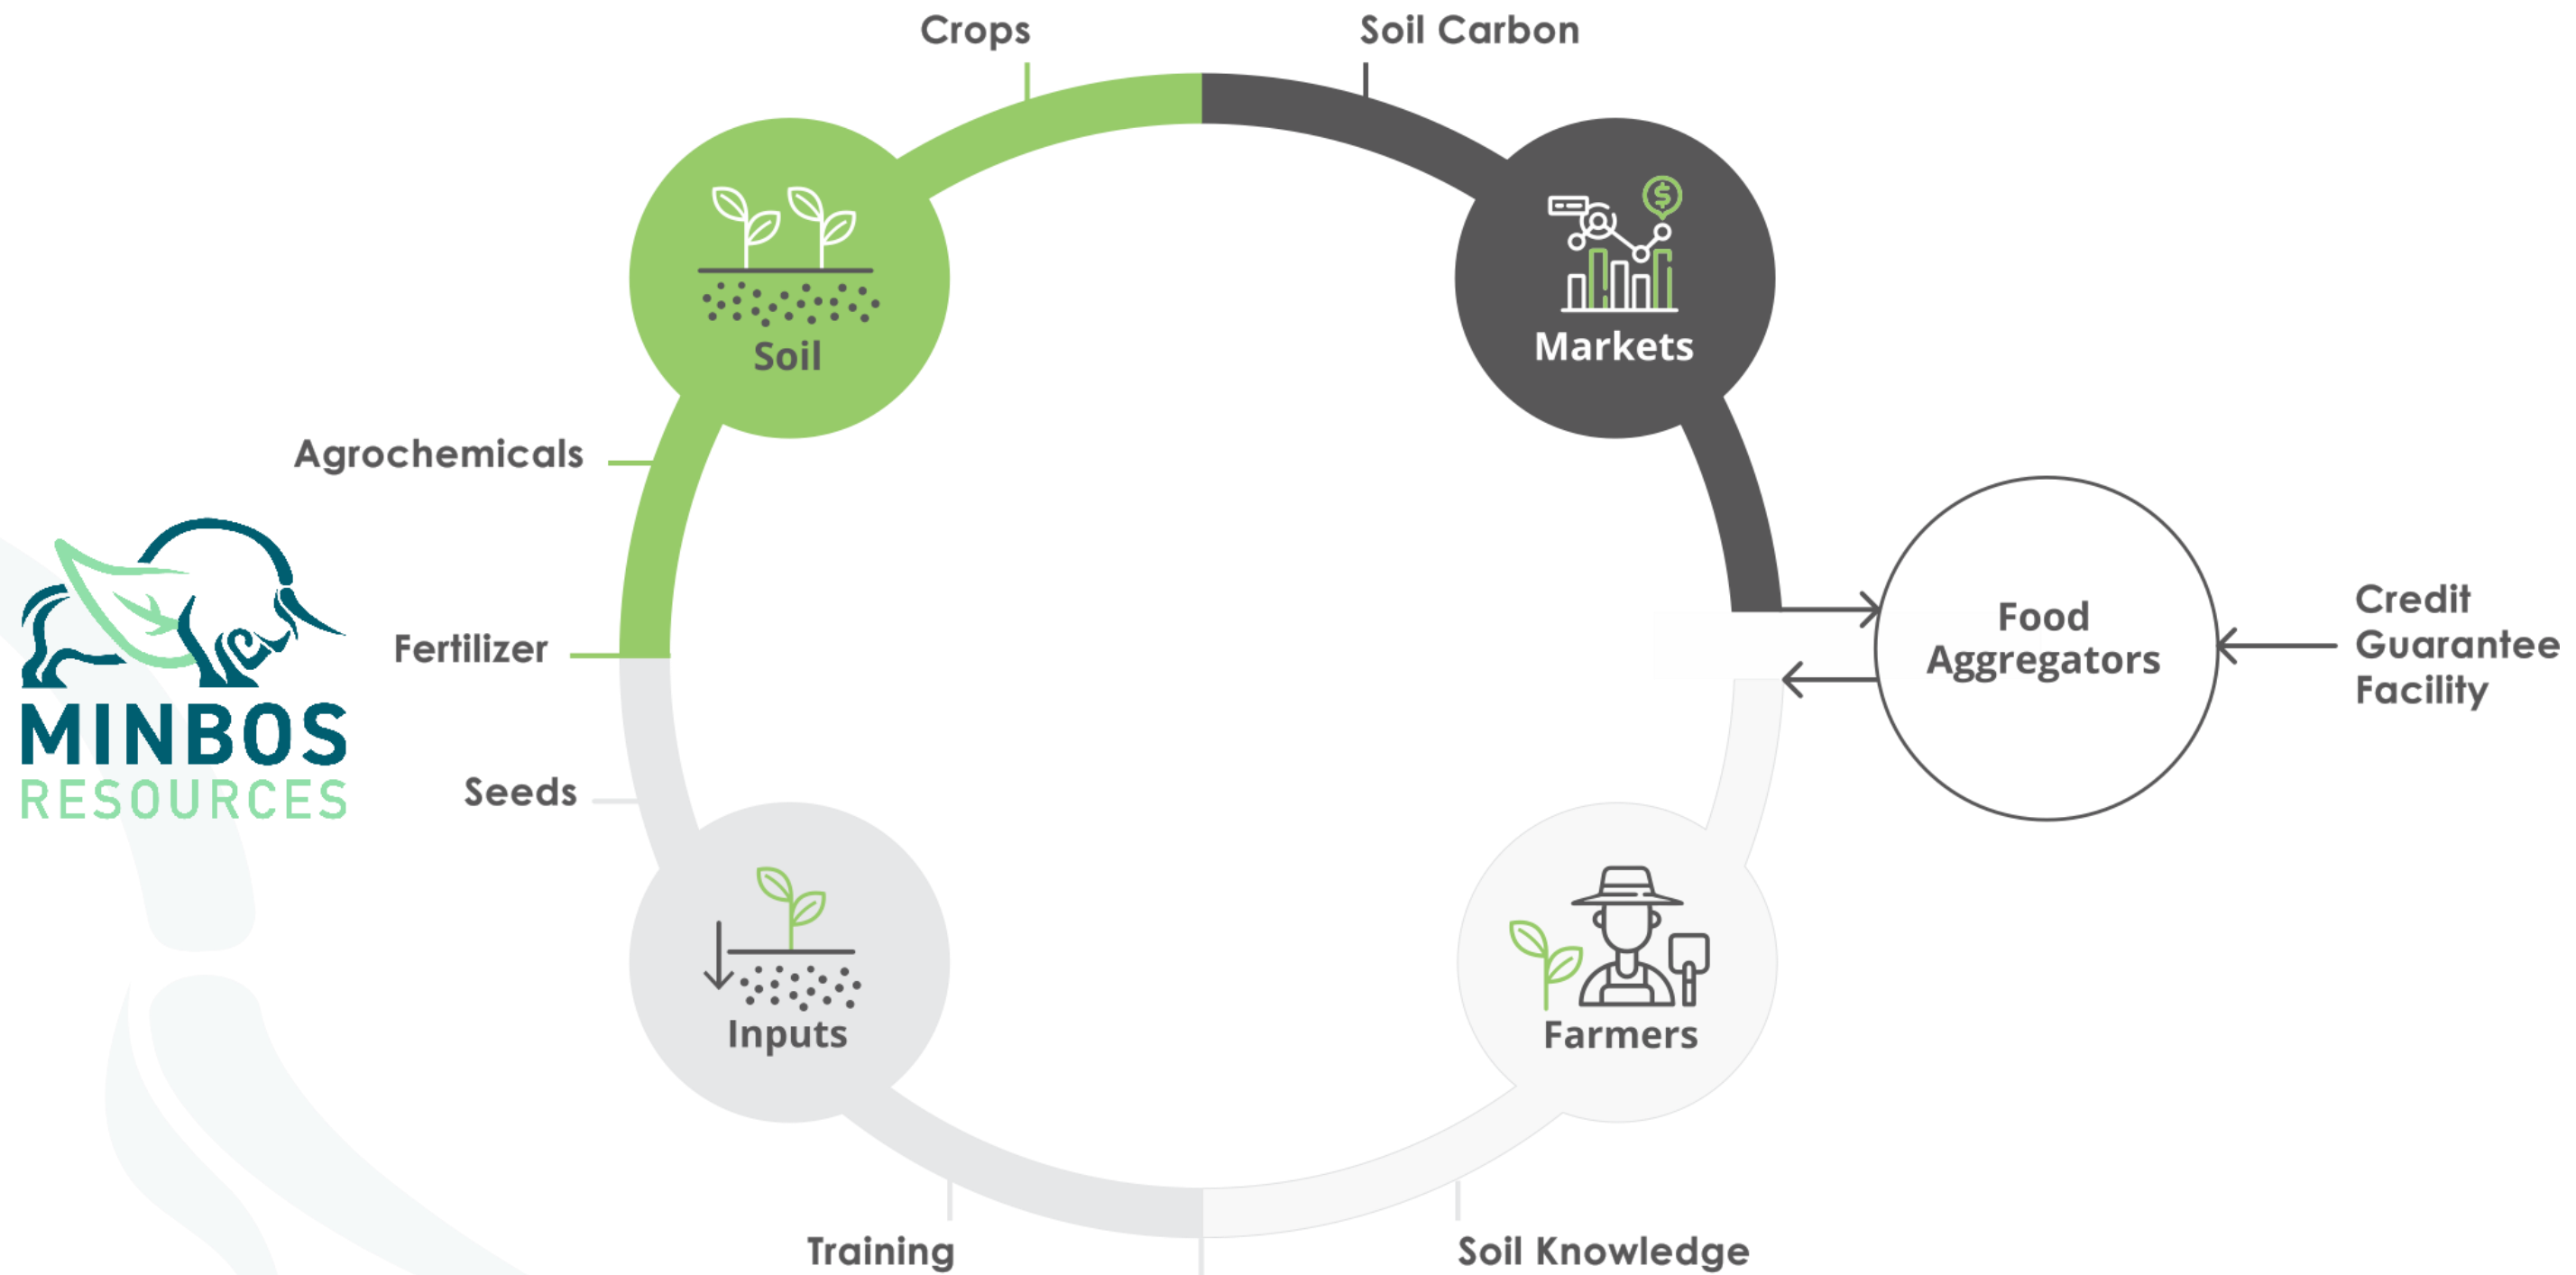 Crops
Soil Carbon
Soil
Markets
Agrochemicals
MINBOS
RESOURCES
Fertilizer
Food
Aggregators
Credit
Guarantee
Facility
Seeds
Inputs
Farmers
Training
Soil Knowledge